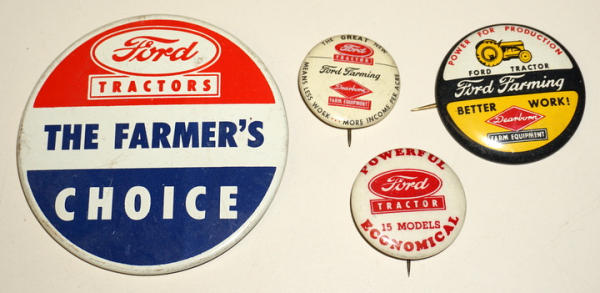 Ford
TRACTORS
THE FARMER'S
CHOICE
THE GREAT NEW
Ford
TRACTORS
Ford Farming
Dearborn
FARM EQUIPMENT
MEANS LESS WORK...MORE INCOME PER ACRE
POWER FOR PRODUCTION
FORD TRACTOR
Ford Farming
BETTER WORK!
Dearborn
FARM EQUIPMENT
POWERFUL
Ford
TRACTOR
15 MODELS
ECONOMICAL